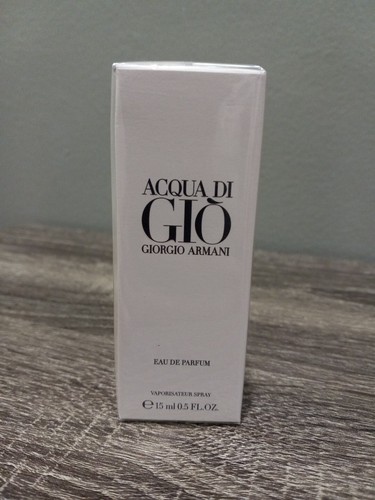 ACQUA DI
GIÒ
GIORGIO ARMANI
EAU DE PARFUM
VAPORISATEUR SPRAY
℮ 15 ml 0.5 FL.OZ.